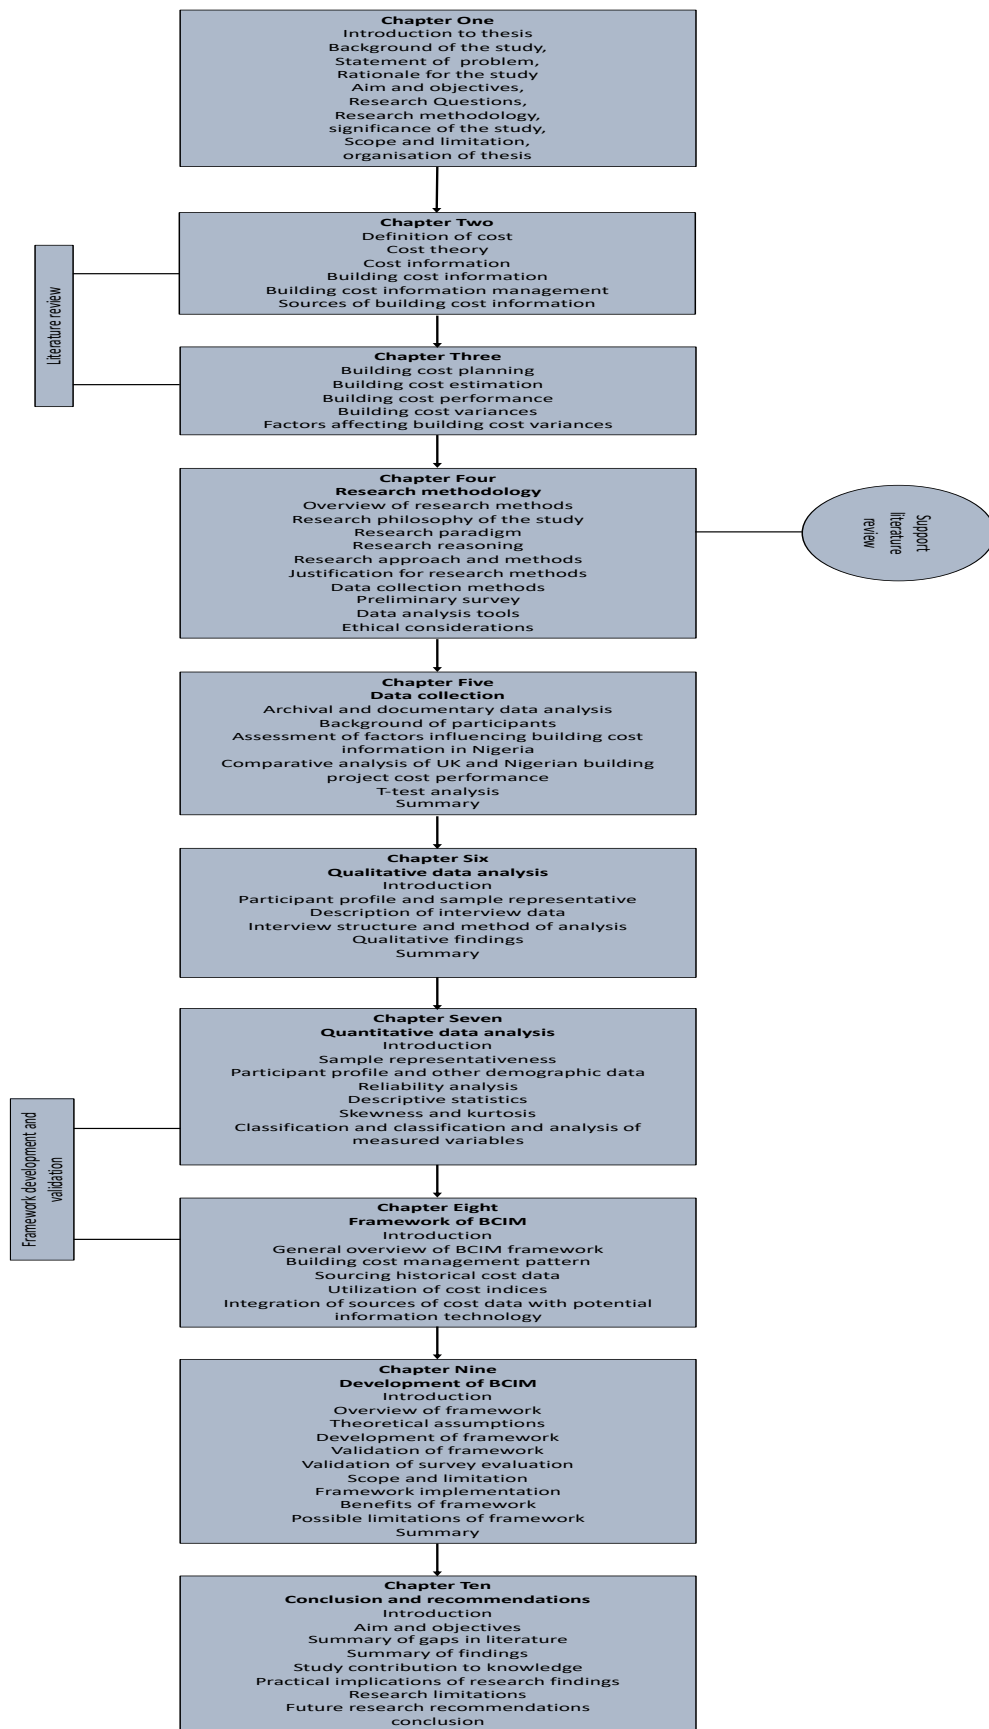 Chapter One
Introduction to thesis
Background of the study,
Statement of problem,
Rationale for the study
Aim and objectives,
Research Questions,
Research methodology,
significance of the study,
Scope and limitation,
organisation of thesis
Chapter Two
Definition of cost
Cost theory
Cost information
Building cost information
Building cost information management
Sources of building cost information
Literature review
Chapter Three
Building cost planning
Building cost estimation
Building cost performance
Building cost variances
Factors affecting building cost variances
Chapter Four
Research methodology
Overview of research methods
Research philosophy of the study
Research paradigm
Research reasoning
Research approach and methods
Justification for research methods
Data collection methods
Preliminary survey
Data analysis tools
Ethical considerations
Support
literature
review
Chapter Five
Data collection
Archival and documentary data analysis
Background of participants
Assessment of factors influencing building cost
information in Nigeria
Comparative analysis of UK and Nigerian building
project cost performance
T-test analysis
Summary
Chapter Six
Qualitative data analysis
Introduction
Participant profile and sample representative
Description of interview data
Interview structure and method of analysis
Qualitative findings
Summary
Chapter Seven
Quantitative data analysis
Introduction
Sample representativeness
Participant profile and other demographic data
Reliability analysis
Descriptive statistics
Skewness and kurtosis
Classification and classification and analysis of
measured variables
Framework development and
validation
Chapter Eight
Framework of BCIM
Introduction
General overview of BCIM framework
Building cost management pattern
Sourcing historical cost data
Utilization of cost indices
Integration of sources of cost data with potential
information technology
Chapter Nine
Development of BCIM
Introduction
Overview of framework
Theoretical assumptions
Development of framework
Validation of framework
Validation of survey evaluation
Scope and limitation
Framework implementation
Benefits of framework
Possible limitations of framework
Summary
Chapter Ten
Conclusion and recommendations
Introduction
Aim and objectives
Summary of gaps in literature
Summary of findings
Study contribution to knowledge
Practical implications of research findings
Research limitations
Future research recommendations
conclusion